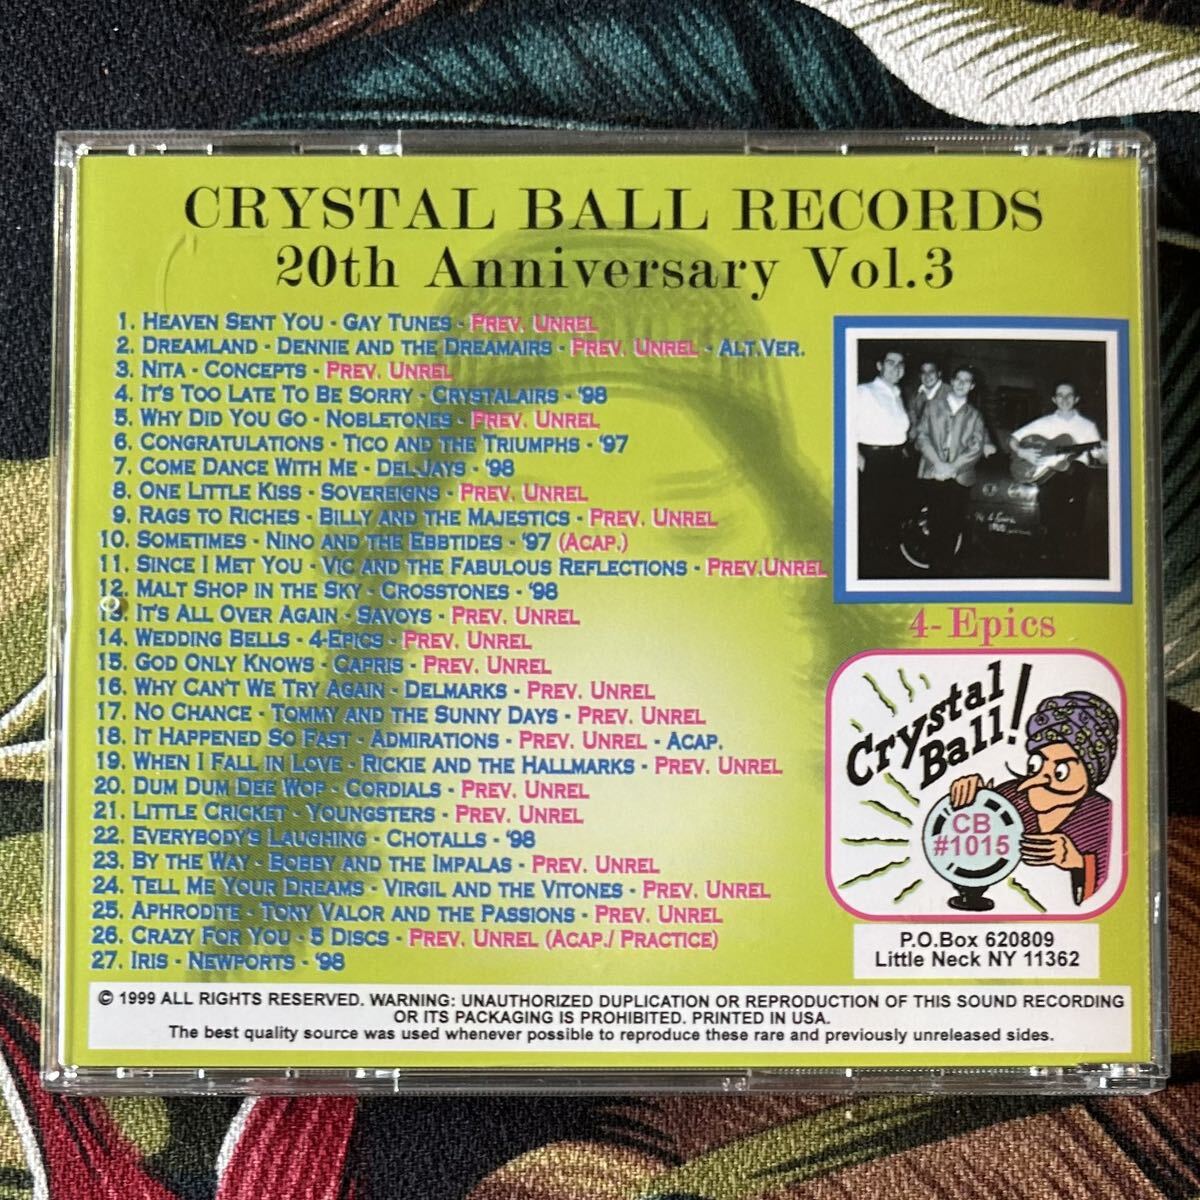 CRYSTAL BALL RECORDS
20th Anniversary Vol.3
1. HEAVEN SENT YOU - GAY TUNES - PREV. UNREL
2. DREAMLAND - DENNIE AND THE DREAMAIRS - PREV. UNREL - ALT.VER.
3. NITA - CONCEPTS - PREV. UNREL
4. IT'S TOO LATE TO BE SORRY - CRYSTALAIRS - '98
5. WHY DID YOU GO - NOBLETONES - PREV. UNREL
6. CONGRATULATIONS - TICO AND THE TRIUMPHS - '97
7. COME DANCE WITH ME - DELJAYS - '98
8. ONE LITTLE KISS - SOVEREIGNS - PREV. UNREL
9. RAGS TO RICHES - BILLY AND THE MAJESTICS - PREV. UNREL
10. SOMETIMES - NINO AND THE EBBTIDES - '97 (ACAP.)
11. SINCE I MET YOU - VIC AND THE FABULOUS REFLECTIONS - PREV.UNREL
12. MALT SHOP IN THE SKY - CROSSTONES - '98
13. IT'S ALL OVER AGAIN - SAVOYS - PREV. UNREL
14. WEDDING BELLS - 4-EPICS - PREV. UNREL
15. GOD ONLY KNOWS - CAPRIS - PREV. UNREL
16. WHY CAN'T WE TRY AGAIN - DELMARKS - PREV. UNREL
17. NO CHANCE - TOMMY AND THE SUNNY DAYS - PREV. UNREL
18. IT HAPPENED SO FAST - ADMIRATIONS - PREV. UNREL - ACAP.
19. WHEN I FALL IN LOVE - RICKIE AND THE HALLMARKS - PREV. UNREL
20. DUM DUM DEE WOP - CORDIALS - PREV. UNREL
21. LITTLE CRICKET - YOUNGSTERS - PREV. UNREL
22. EVERYBODY'S LAUGHING - CHOTALLS - '98
23. BY THE WAY - BOBBY AND THE IMPALAS - PREV. UNREL
24. TELL ME YOUR DREAMS - VIRGIL AND THE VITONES - PREV. UNREL
25. APHRODITE - TONY VALOR AND THE PASSIONS - PREV. UNREL
26. CRAZY FOR YOU - 5 DISCS - PREV. UNREL (ACAP./ PRACTICE)
27. IRIS - NEWPORTS - '98
4-Epics
Crystal
Ball!
CB
#1015
P.O.Box 620809
Little Neck NY 11362
© 1999 ALL RIGHTS RESERVED. WARNING: UNAUTHORIZED DUPLICATION OR REPRODUCTION OF THIS SOUND RECORDING
OR ITS PACKAGING IS PROHIBITED. PRINTED IN USA.
The best quality source was used whenever possible to reproduce these rare and previously unreleased sides.